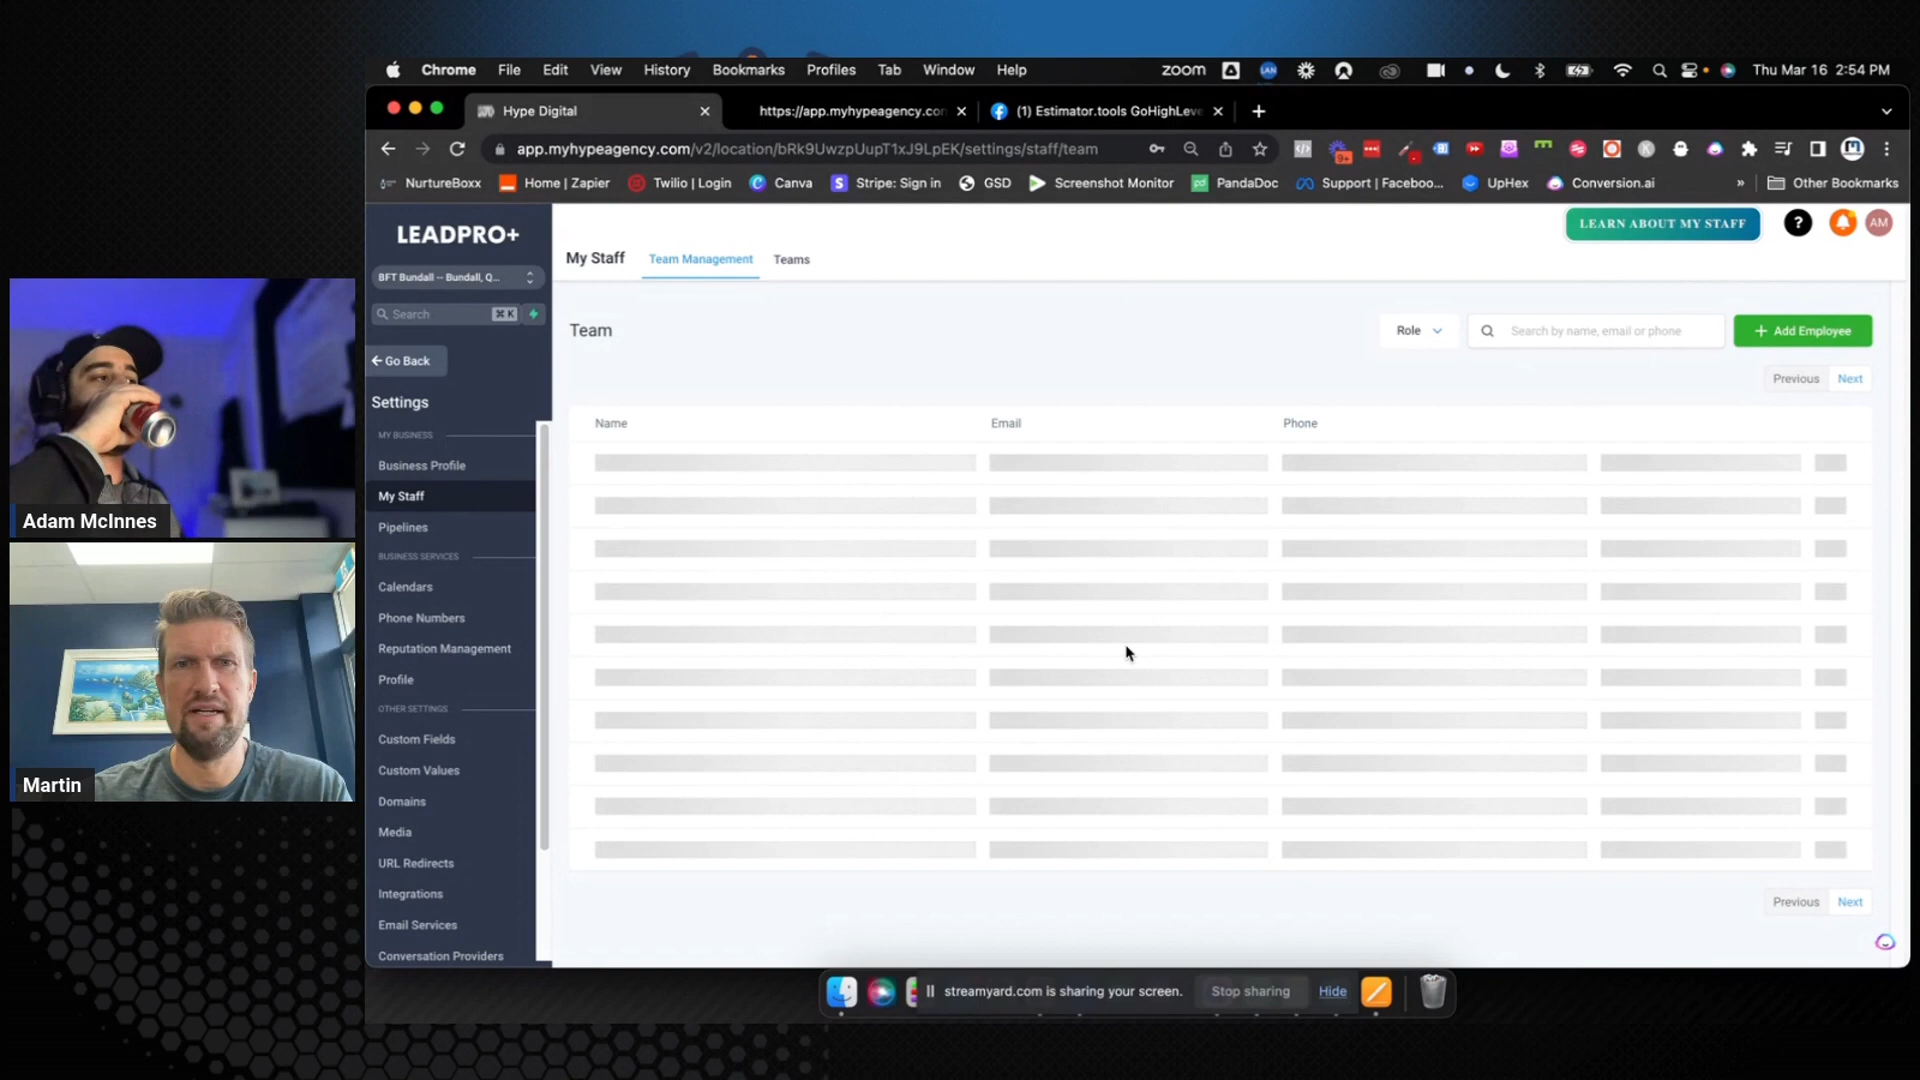 Chrome File Edit View History Bookmarks Profiles Tab Window Help zoom LAN Thu Mar 16 2:54 PM
Hype Digital https://app.myhypeagency.con (1) Estimator.tools GoHighLeve
app.myhypeagency.com/v2/location/bRk9UwzpUupT1xJ9LpEK/settings/staff/team 9+
NurtureBoxx Home | Zapier Twilio | Login Canva Stripe: Sign in GSD Screenshot Monitor PandaDoc Support | Faceboo... UpHex Conversion.ai » Other Bookmarks
LEADPRO+
BFT Bundall -- Bundall, Q...
Search ⌘ K
Go Back
Settings
MY BUSINESS
Business Profile
My Staff
Pipelines
BUSINESS SERVICES
Calendars
Phone Numbers
Reputation Management
Profile
OTHER SETTINGS
Custom Fields
Custom Values
Domains
Media
URL Redirects
Integrations
Email Services
Conversation Providers
LEARN ABOUT MY STAFF ? AM
My Staff Team Management Teams
Team Role Search by name, email or phone + Add Employee
Previous Next
Name Email Phone
Previous Next
streamyard.com is sharing your screen. Stop sharing Hide
Adam McInnes
Martin